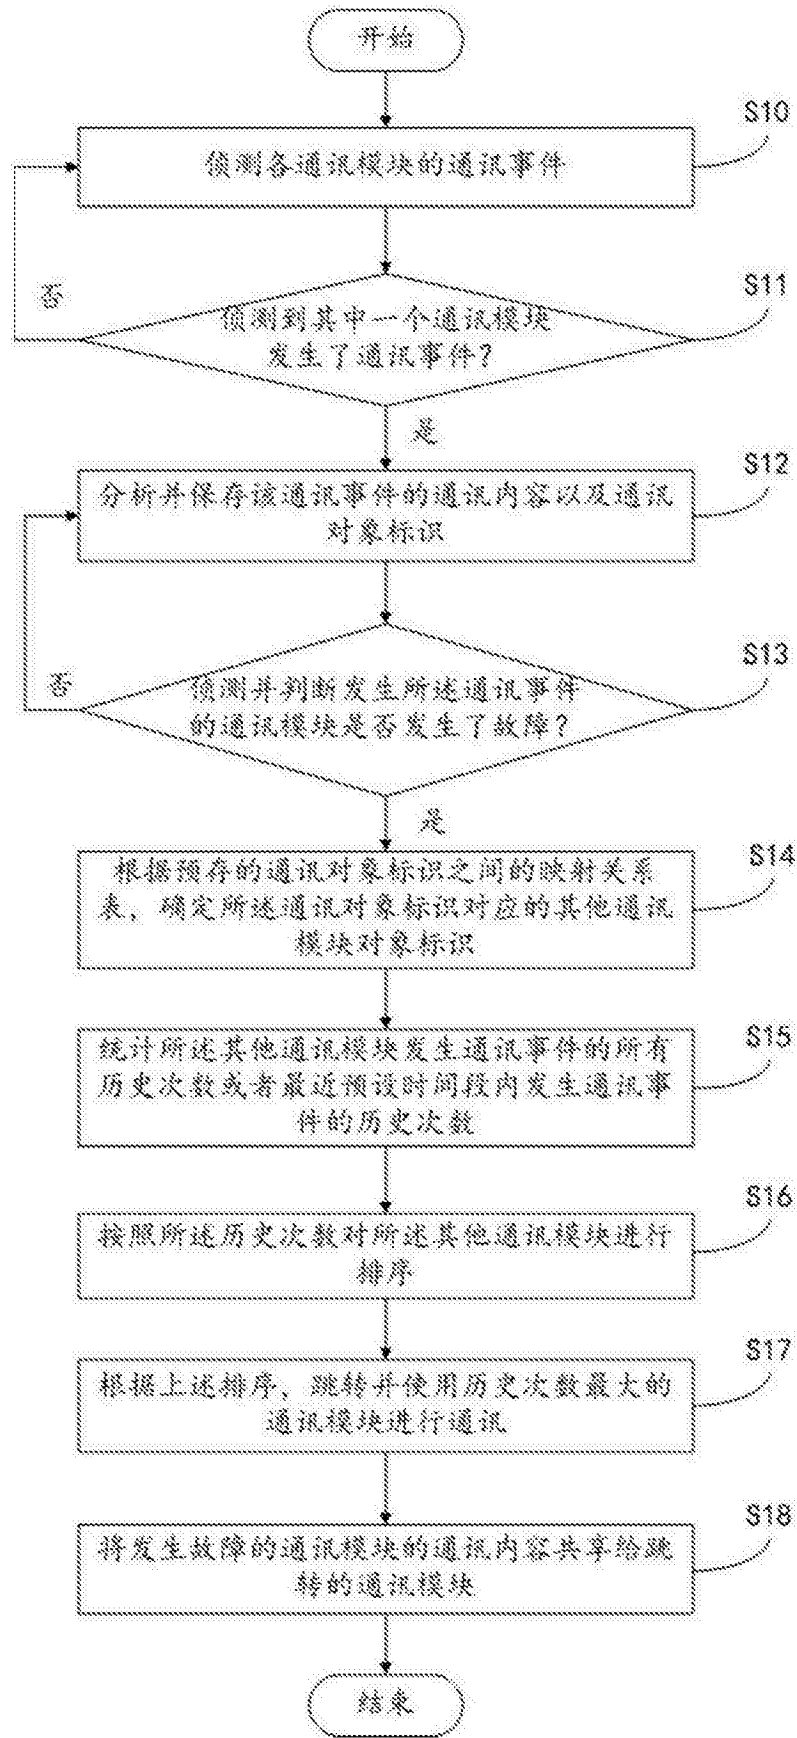 开始
S10
侦测各通讯模块的通讯事件
否
S11
侦测到其中一个通讯模块
发生了通讯事件?
是
S12
分析并保存该通讯事件的通讯内容以及通讯
对象标识
S13
否
侦测并判断发生所述通讯事件
的通讯模块是否发生了故障?
是
S14
根据预存的通讯对象标识之间的映射关系
表，确定所述通讯对象标识对应的其他通讯
模块对象标识
S15
统计所述其他通讯模块发生通讯事件的所有
历史次数或者最近预设时间段内发生通讯事
件的历史次数
S16
按照所述历史次数对所述其他通讯模块进行
排序
S17
根据上述排序，跳转并使用历史次数最大的
通讯模块进行通讯
S18
将发生故障的通讯模块的通讯内容共享给跳
转的通讯模块
结束